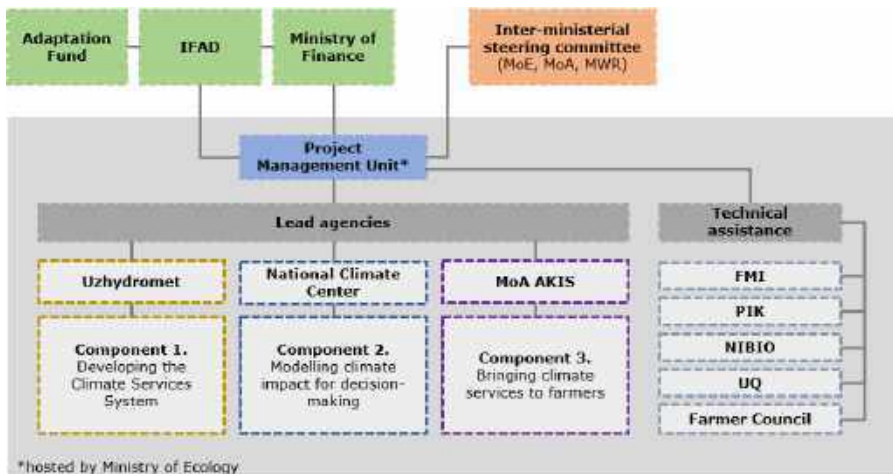 Adaptation
Fund
IFAD
Ministry of
Finance
Inter-ministerial
steering committee
(MoE, MoA, MWR)
Project
Management Unit*
Lead agencies
Technical
assistance
Uzhydromet
National Climate
Center
MoA AKIS
FMI
PIK
NIBIO
UQ
Farmer Council
Component 1.
Developing the
Climate Services
System
Component 2.
Modelling climate
impact for decision-
making
Component 3.
Bringing climate
services to farmers
*hosted by Ministry of Ecology